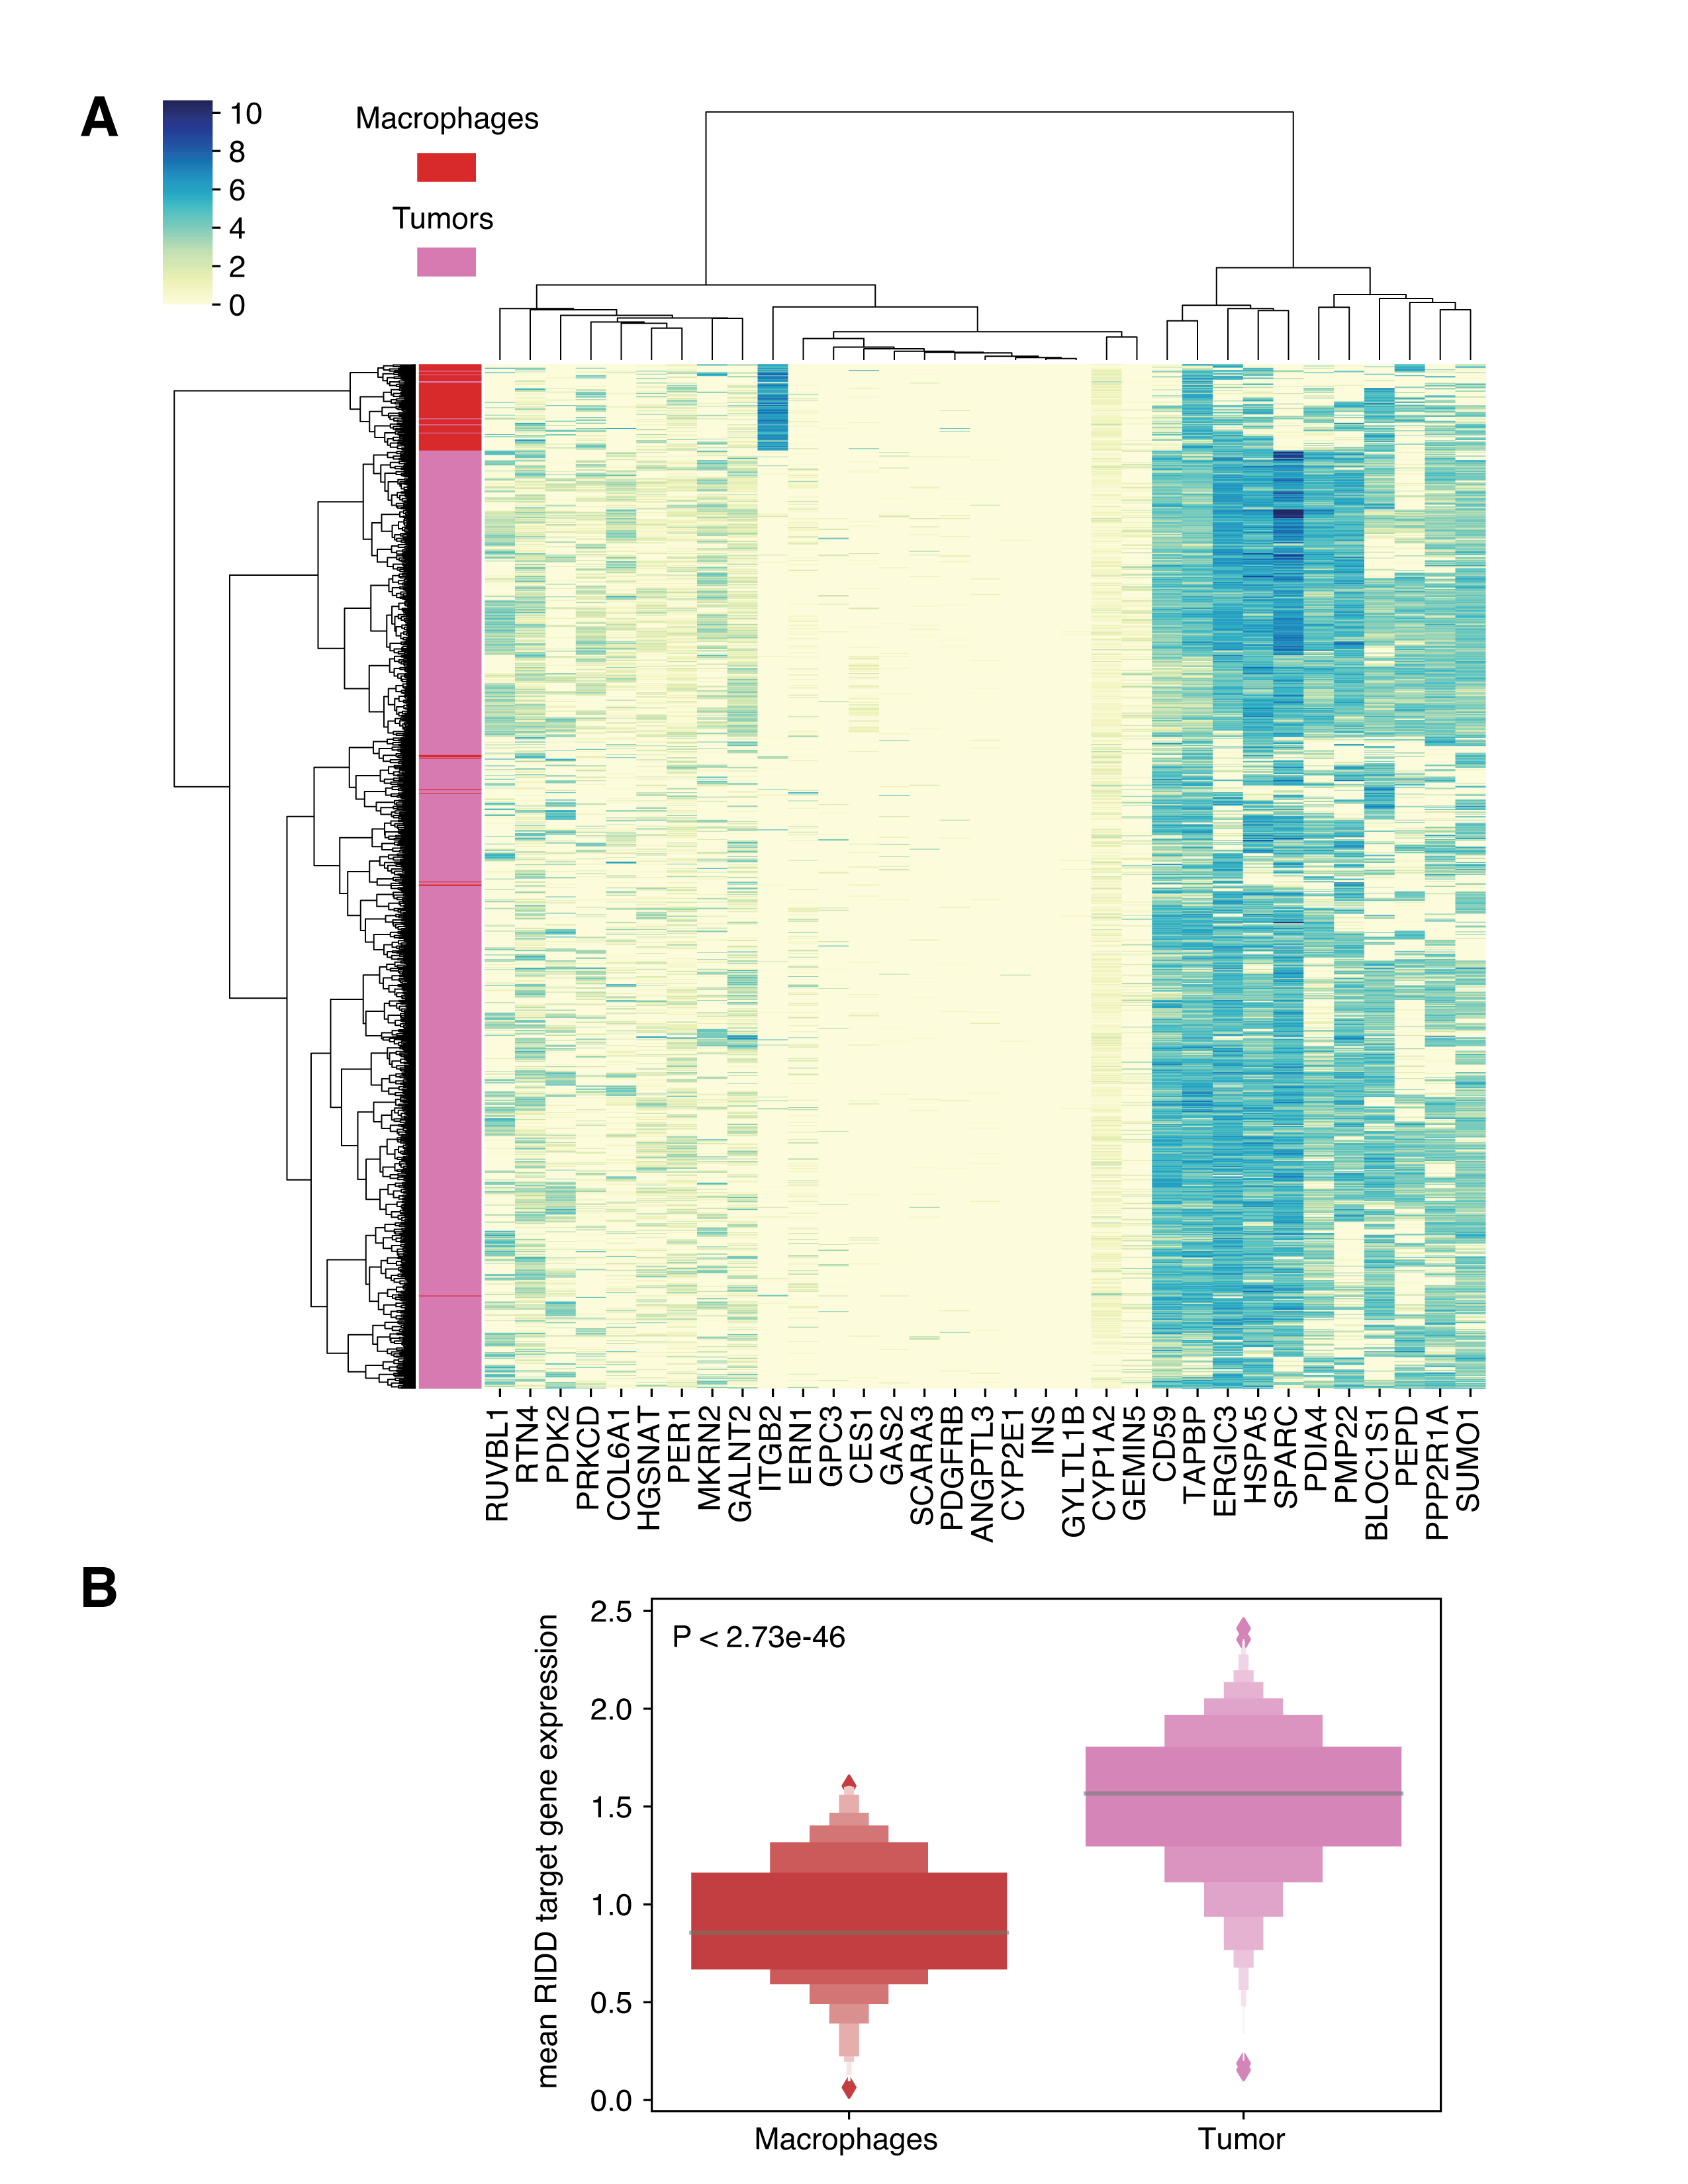 A
10
8
6
4
2
0
Macrophages
Tumors
RUVBL1
RTN4
PDK2
PRKCD
COL6A1
HGSNAT
PER1
MKRN2
GALNT2
ITGB2
ERN1
GPC3
CES1
GAS2
SCARA3
PDGFRB
ANGPTL3
CYP2E1
INS
GYLTL1B
CYP1A2
GEMIN5
CD59
TAPBP
ERGIC3
HSPA5
SPARC
PDIA4
PMP22
BLOC1S1
PEPD
PPP2R1A
SUMO1
B
mean RIDD target gene expression
2.5
2.0
1.5
1.0
0.5
0.0
P < 2.73e-46
Macrophages
Tumor